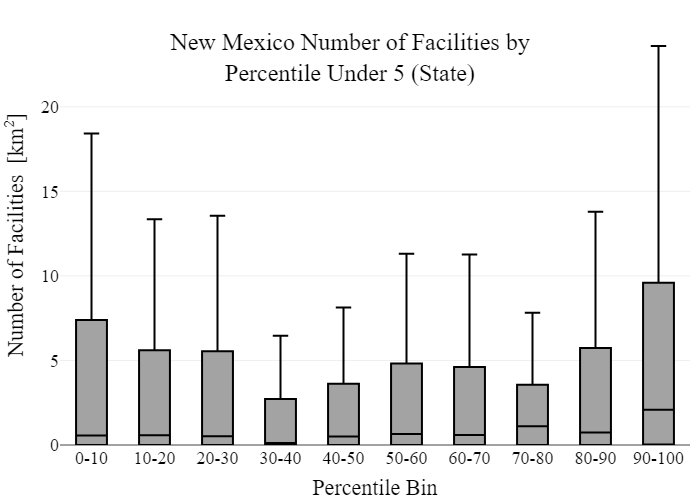 New Mexico Number of Facilities by
Percentile Under 5 (State)
Number of Facilities [km²]
20
15
10
5
0
0-10 10-20 20-30 30-40 40-50 50-60 60-70 70-80 80-90 90-100
Percentile Bin